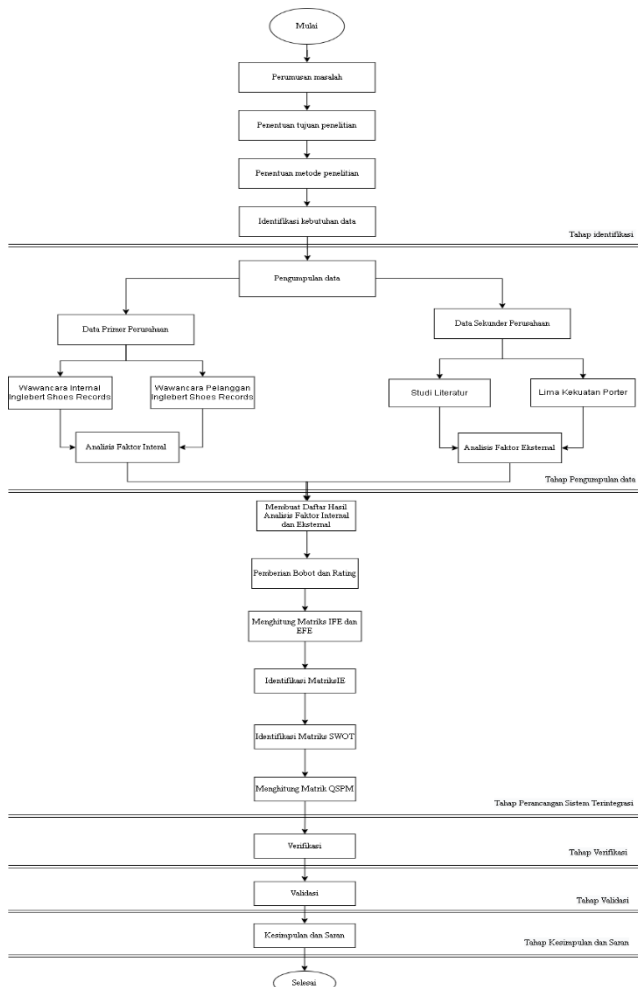 Mulai
Perumusan masalah
Penentuan tujuan penelitian
Penentuan metode penelitian
Identifikasi kebutuhan data
Tahap identifikasi
Pengumpulan data
Data Primer Perusahaan
Data Sekunder Perusahaan
Wawancara Internal
Inglebert Shoes Records
Wawancara Pelanggan
Inglebert Shoes Records
Studi Literatur
Lima Kekuatan Porter
Analisis Faktor Interal
Analisis Faktor Eksternal
Tahap Pengumpulan data
Membuat Daftar Hasil
Analisis Faktor Internal
dan Eksternal
Pemberian Bobot dan Rating
Menghitung Matriks IFE dan
EFE
Identifikasi MatriksIE
Identifikasi Matriks SWOT
Menghitung Matrik QSPM
Tahap Perancangan Sistem Terintegrasi
Verifikasi
Tahap Verifikasi
Validasi
Tahap Validasi
Kesimpulan dan Saran
Tahap Kesimpulan dan Saran
Selesai